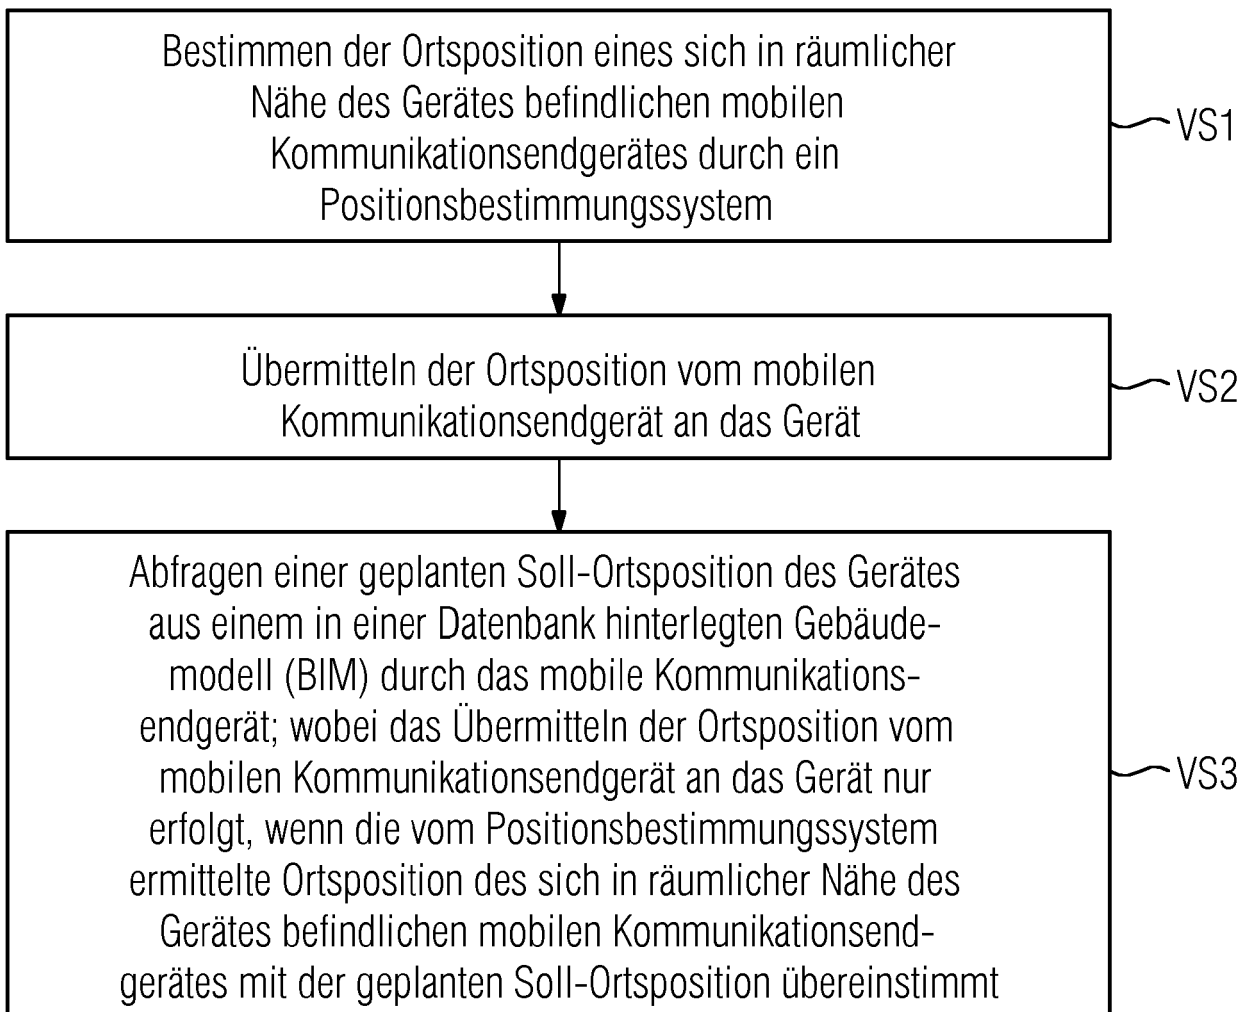 Bestimmen der Ortsposition eines sich in räumlicher
Nähe des Gerätes befindlichen mobilen
Kommunikationsendgerätes durch ein
Positionsbestimmungssystem
VS1
Übermitteln der Ortsposition vom mobilen
Kommunikationsendgerät an das Gerät
VS2
Abfragen einer geplanten Soll-Ortsposition des Gerätes
aus einem in einer Datenbank hinterlegten Gebäude-
modell (BIM) durch das mobile Kommunikations-
endgerät; wobei das Übermitteln der Ortsposition vom
mobilen Kommunikationsendgerät an das Gerät nur
erfolgt, wenn die vom Positionsbestimmungssystem
ermittelte Ortsposition des sich in räumlicher Nähe des
Gerätes befindlichen mobilen Kommunikationsend-
gerätes mit der geplanten Soll-Ortsposition übereinstimmt
VS3